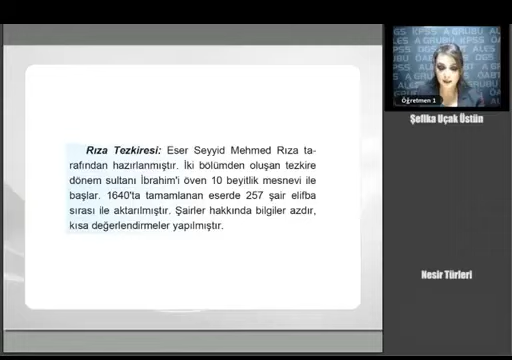 Rıza Tezkiresi: Eser Seyyid Mehmed Rıza ta-
rafından hazırlanmıştır. İki bölümden oluşan tezkire
dönem sultanı İbrahim'i öven 10 beyitlik mesnevi ile
başlar. 1640'ta tamamlanan eserde 257 şair elifba
sırası ile aktarılmıştır. Şairler hakkında bilgiler azdır,
kısa değerlendirmeler yapılmıştır.
Öğretmen 1
Şefika Uçak Üstün
Nesir Türleri